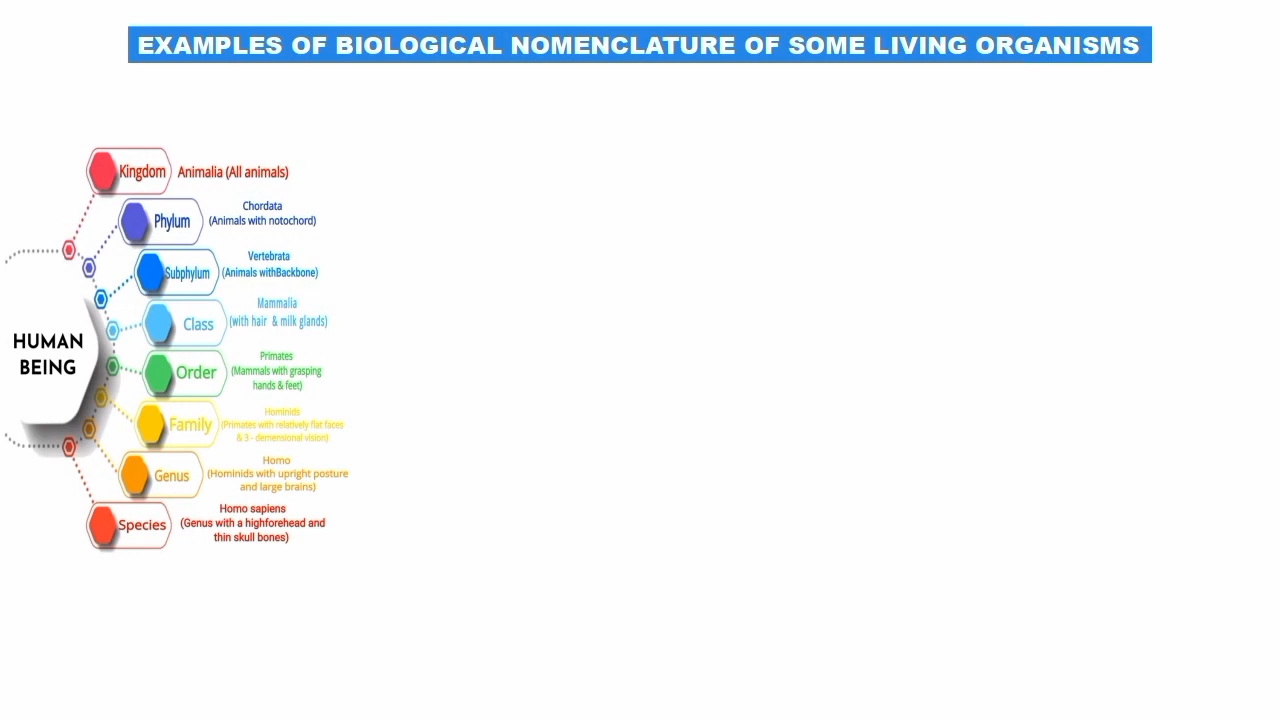 EXAMPLES OF BIOLOGICAL NOMENCLATURE OF SOME LIVING ORGANISMS
HUMAN
BEING
Kingdom
Animalia (All animals)
Phylum
Chordata
(Animals with notochord)
Subphylum
Vertebrata
(Animals withBackbone)
Class
Mammalia
(with hair & milk glands)
Order
Primates
(Mammals with grasping
hands & feet)
Family
Hominids
(Primates with relatively flat faces
& 3 - demensional vision)
Genus
Homo
(Hominids with upright posture
and large brains)
Species
Homo sapiens
(Genus with a highforehead and
thin skull bones)